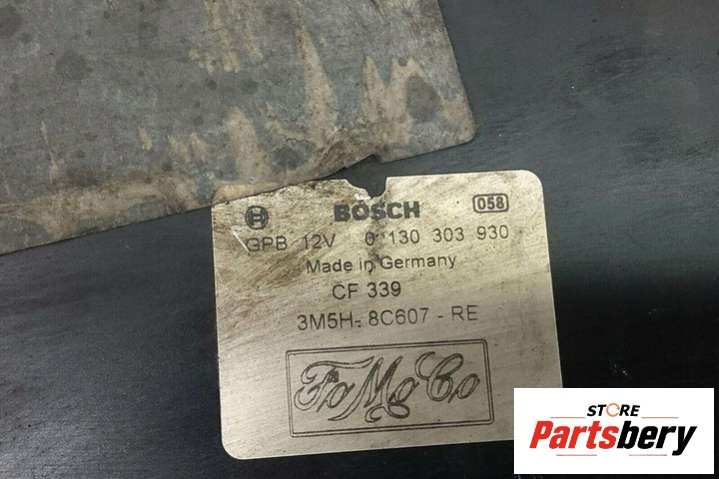 BOSCH 058
GPB 12V 0 130 303 930
Made in Germany
CF 339
3M5H- 8C607 - RE
FoMoCo
STORE
Partsbery